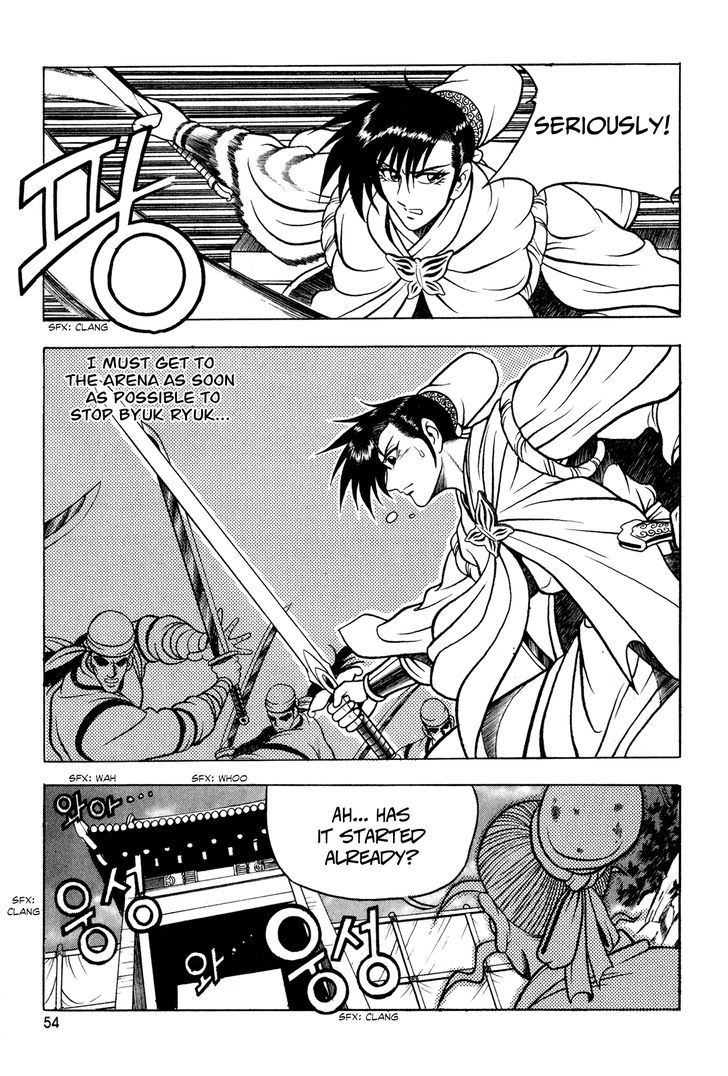 SERIOUSLY!
팡
SFX: CLANG
I MUST GET TO
THE ARENA AS SOON
AS POSSIBLE TO
STOP BYUK RYUK...
SFX: WAH
SFX: WHOO
와아…
AH... HAS
IT STARTED
ALREADY?
SFX:
CLANG
웅성
와…
웅성
SFX: CLANG
54